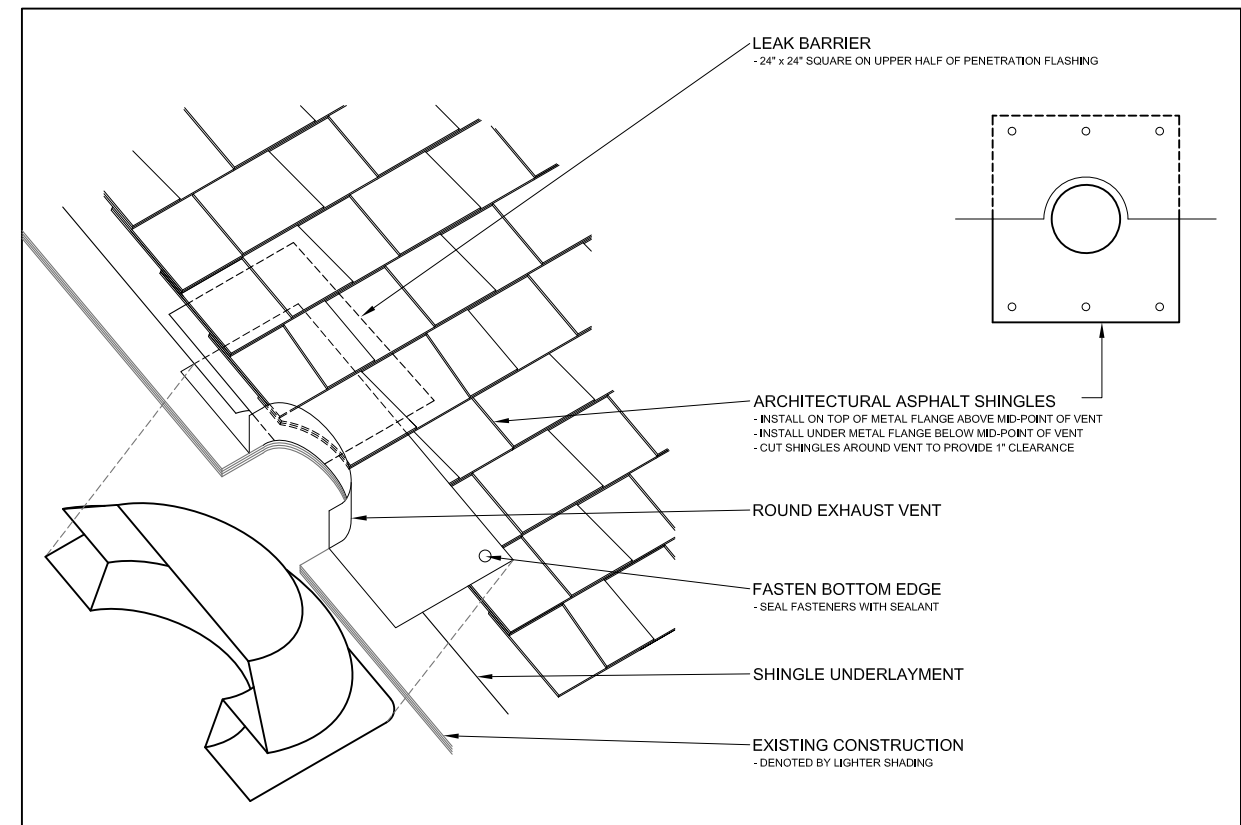 LEAK BARRIER
- 24" x 24" SQUARE ON UPPER HALF OF PENETRATION FLASHING
ARCHITECTURAL ASPHALT SHINGLES
- INSTALL ON TOP OF METAL FLANGE ABOVE MID-POINT OF VENT
- INSTALL UNDER METAL FLANGE BELOW MID-POINT OF VENT
- CUT SHINGLES AROUND VENT TO PROVIDE 1" CLEARANCE
ROUND EXHAUST VENT
FASTEN BOTTOM EDGE
- SEAL FASTENERS WITH SEALANT
SHINGLE UNDERLAYMENT
EXISTING CONSTRUCTION
- DENOTED BY LIGHTER SHADING